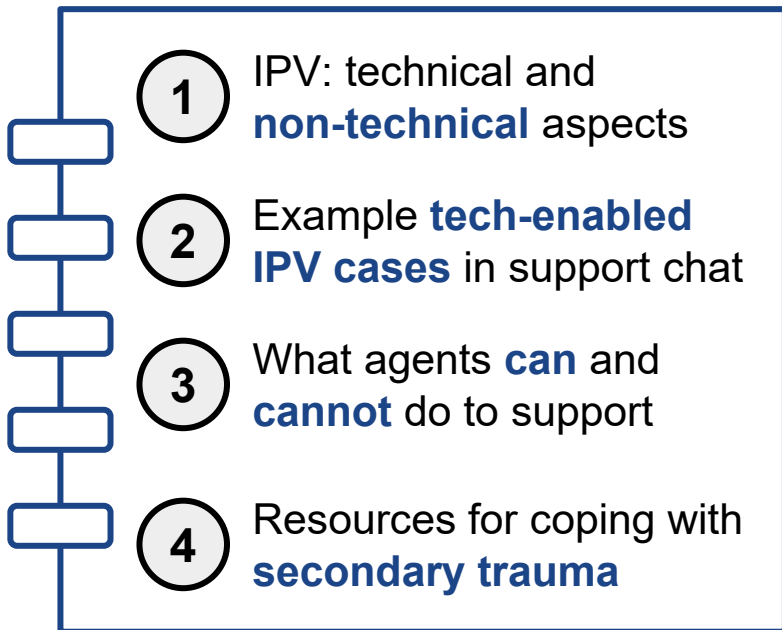 1
IPV: technical and
non-technical aspects
2
Example tech-enabled
IPV cases in support chat
3
What agents can and
cannot do to support
4
Resources for coping with
secondary trauma